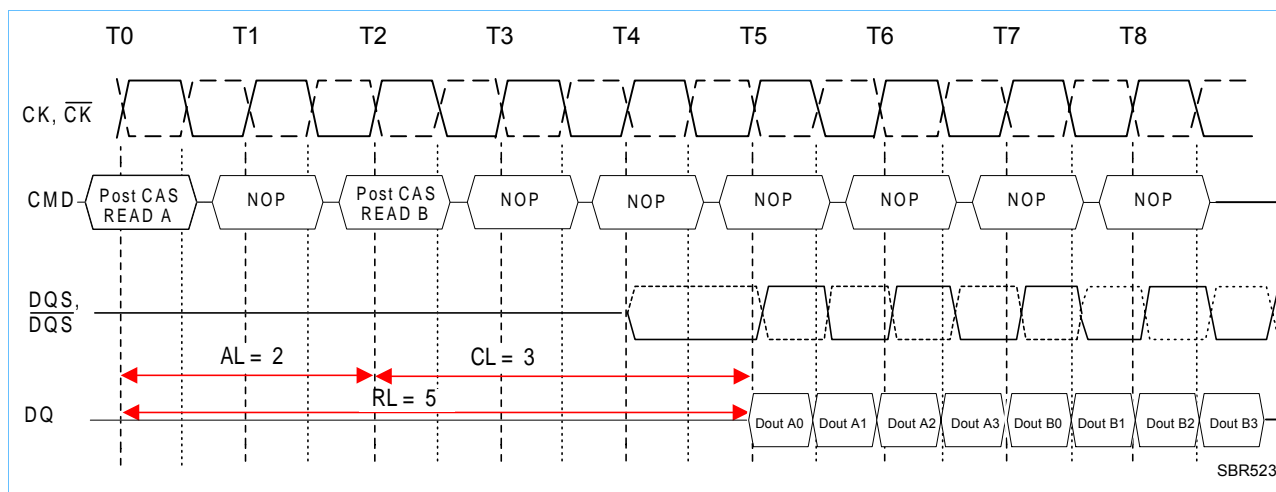 T0 T1 T2 T3 T4 T5 T6 T7 T8
CK, C̅K̅
CMD
Post CAS
READ A
NOP
Post CAS
READ B
NOP
NOP
NOP
NOP
NOP
NOP
DQS,
D̅Q̅S̅
AL = 2
CL = 3
RL = 5
DQ
Dout A0 Dout A1 Dout A2 Dout A3 Dout B0 Dout B1 Dout B2 Dout B3
SBR523